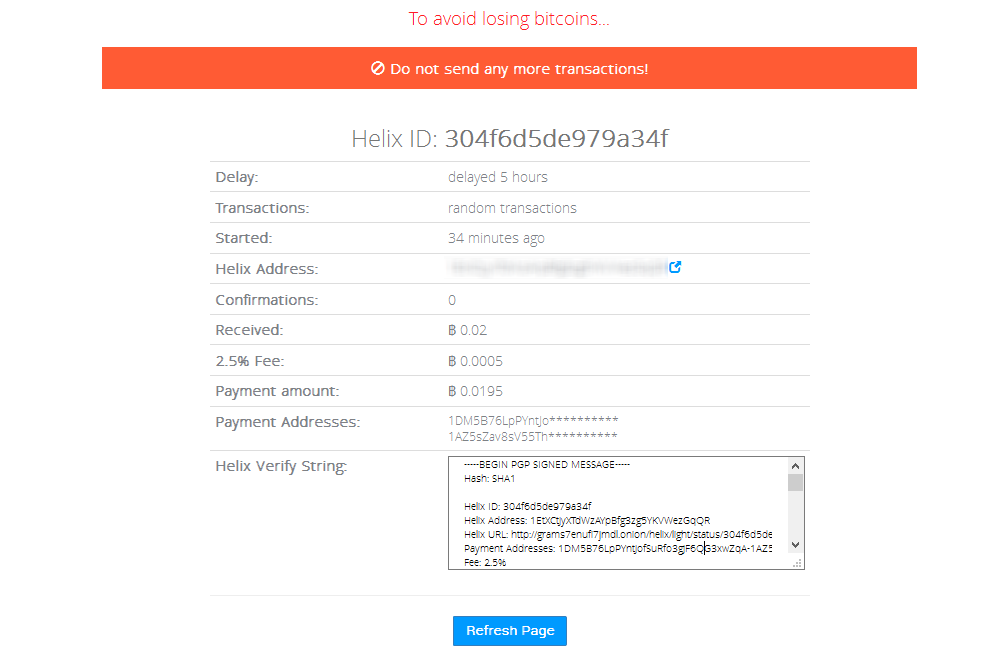 To avoid losing bitcoins...
Do not send any more transactions!
Helix ID: 304f6d5de979a34f
Delay: delayed 5 hours
Transactions: random transactions
Started: 34 minutes ago
Helix Address:
Confirmations: 0
Received: ฿ 0.02
2.5% Fee: ฿ 0.0005
Payment amount: ฿ 0.0195
Payment Addresses: 1DM5B76LpPYntJo**********
1AZ5sZav8sV55Th**********
Helix Verify String: -----BEGIN PGP SIGNED MESSAGE-----
Hash: SHA1
Helix ID: 304f6d5de979a34f
Helix Address: 1EtXCtjyXTdWzAYpBfg3zg5YKVWezGqQR
Helix URL: http://grams7enufi7jmdl.onion/helix/light/status/304f6d5de
Payment Addresses: 1DM5B76LpPYntJofsuRfo3gjF6QG3xwZqA-1AZ5
Fee: 2.5%
Refresh Page